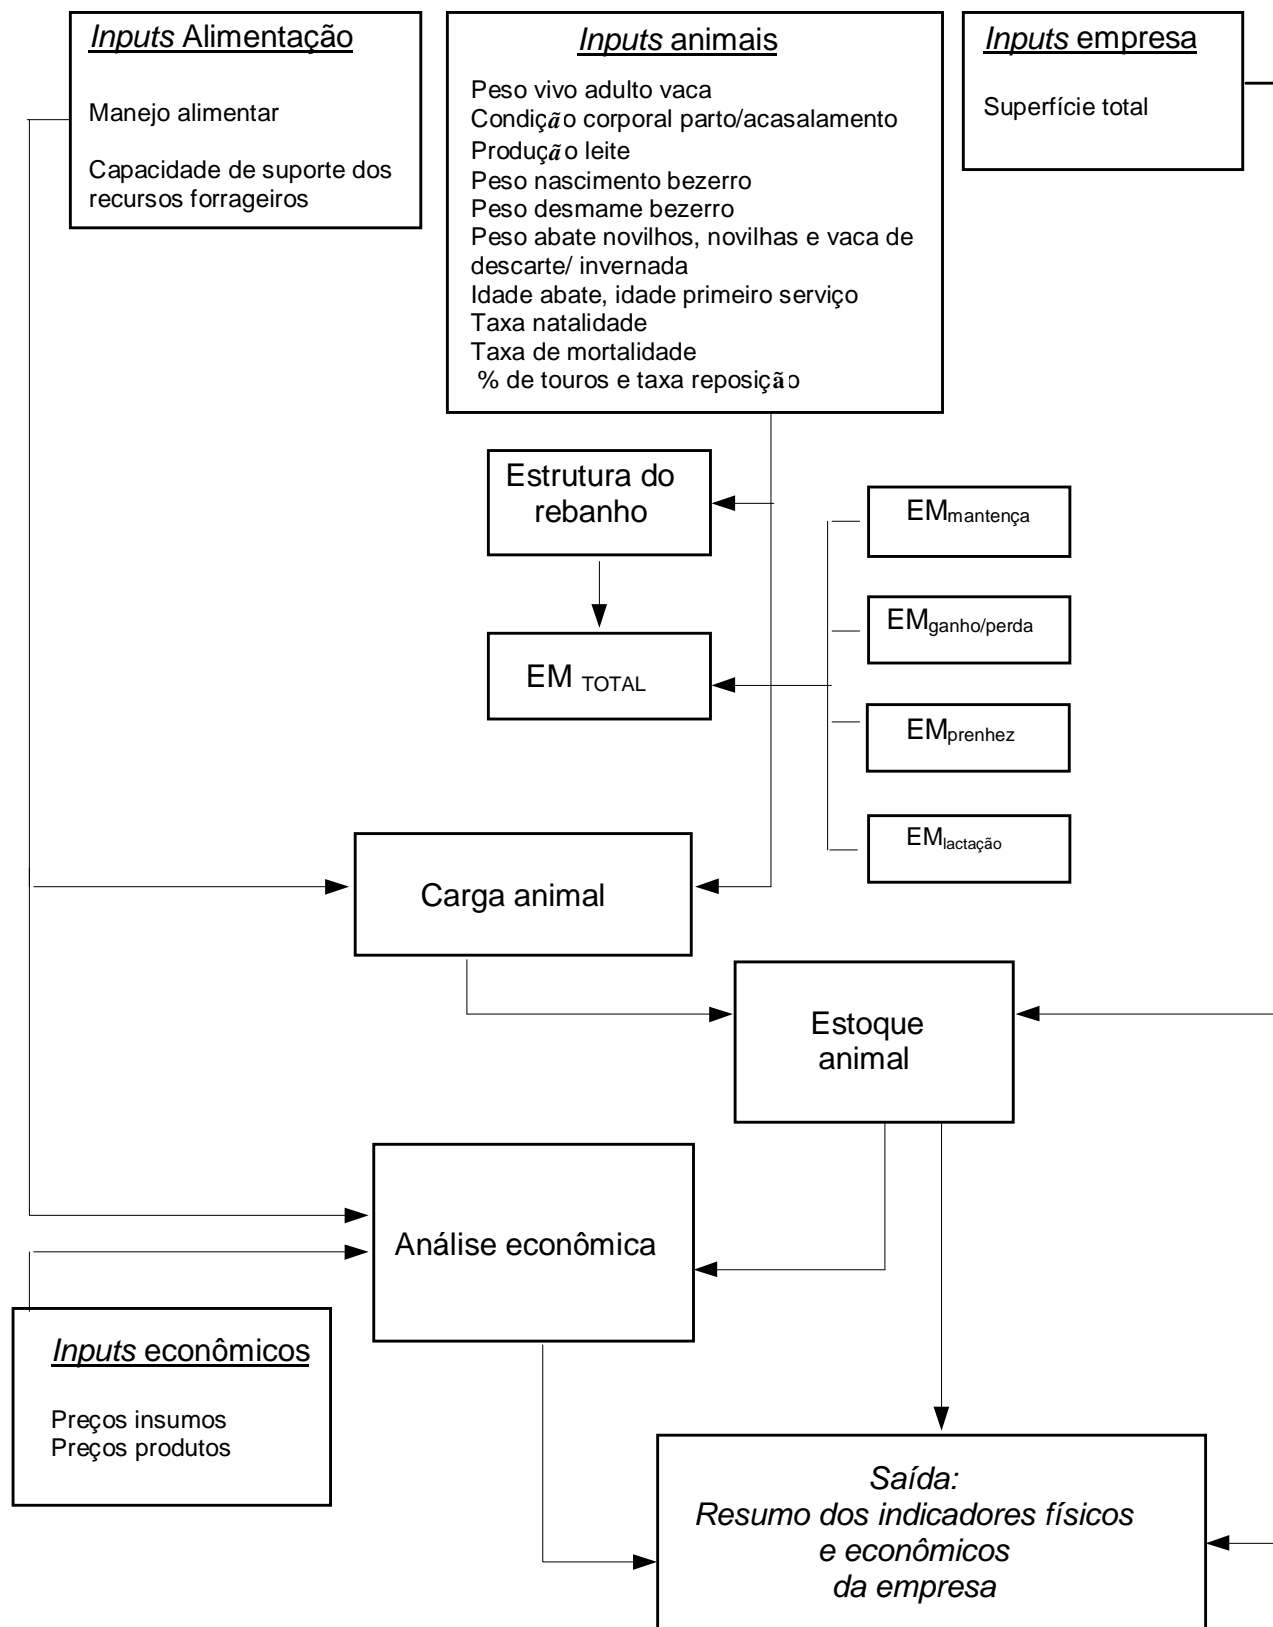 Inputs Alimentação
Manejo alimentar
Capacidade de suporte dos
recursos forrageiros
Inputs animais
Peso vivo adulto vaca
Condição corporal parto/acasalamento
Produção leite
Peso nascimento bezerro
Peso desmame bezerro
Peso abate novilhos, novilhas e vaca de
descarte/ invernada
Idade abate, idade primeiro serviço
Taxa natalidade
Taxa de mortalidade
% de touros e taxa reposição
Inputs empresa
Superfície total
Estrutura do
rebanho
EM TOTAL
EMmantença
EMganho/perda
EMprenhez
EMlactação
Carga animal
Estoque
animal
Análise econômica
Inputs econômicos
Preços insumos
Preços produtos
Saída:
Resumo dos indicadores físicos
e econômicos
da empresa